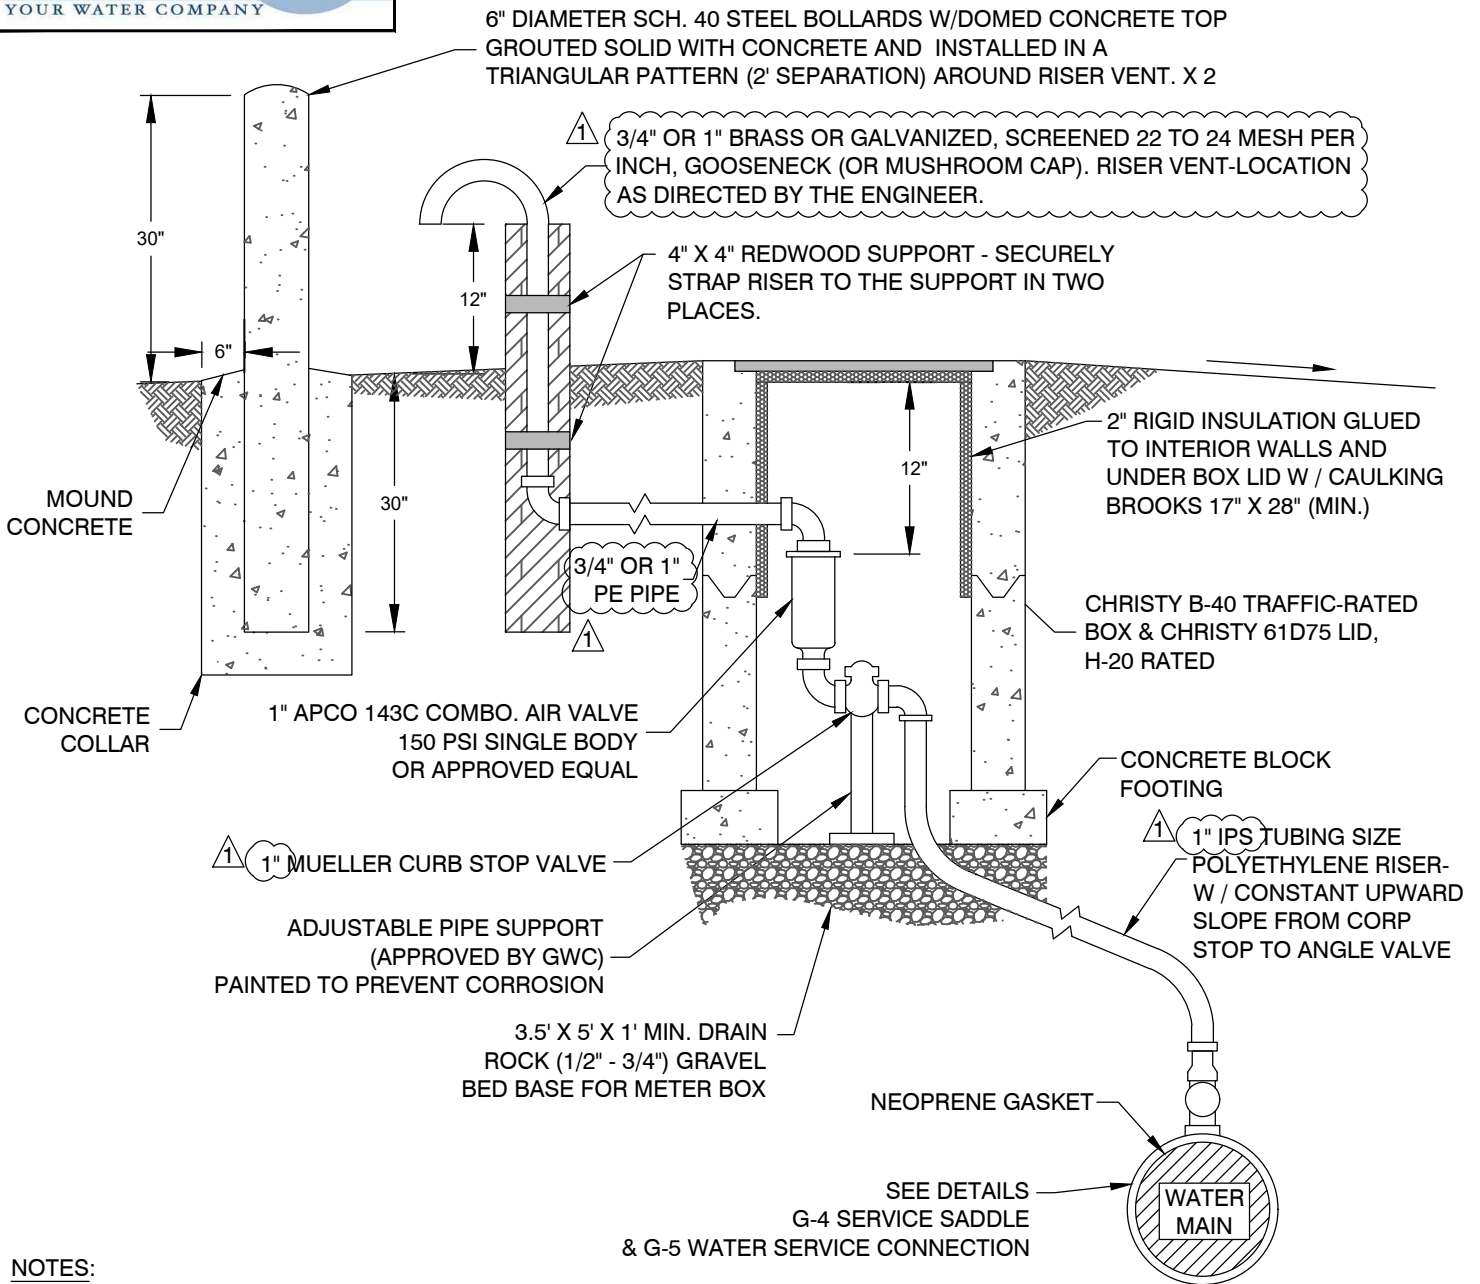 YOUR WATER COMPANY
6" DIAMETER SCH. 40 STEEL BOLLARDS W/DOMED CONCRETE TOP
GROUTED SOLID WITH CONCRETE AND INSTALLED IN A
TRIANGULAR PATTERN (2' SEPARATION) AROUND RISER VENT. X 2
1
3/4" OR 1" BRASS OR GALVANIZED, SCREENED 22 TO 24 MESH PER
INCH, GOOSENECK (OR MUSHROOM CAP). RISER VENT-LOCATION
AS DIRECTED BY THE ENGINEER.
30"
4" X 4" REDWOOD SUPPORT - SECURELY
STRAP RISER TO THE SUPPORT IN TWO
PLACES.
12"
6"
2" RIGID INSULATION GLUED
TO INTERIOR WALLS AND
UNDER BOX LID W / CAULKING
BROOKS 17" X 28" (MIN.)
12"
30"
MOUND
CONCRETE
3/4" OR 1"
PE PIPE
1
CHRISTY B-40 TRAFFIC-RATED
BOX & CHRISTY 61D75 LID,
H-20 RATED
CONCRETE
COLLAR
1" APCO 143C COMBO. AIR VALVE
150 PSI SINGLE BODY
OR APPROVED EQUAL
CONCRETE BLOCK
FOOTING
1
1" IPS TUBING SIZE
POLYETHYLENE RISER-
W / CONSTANT UPWARD
SLOPE FROM CORP
STOP TO ANGLE VALVE
1
1" MUELLER CURB STOP VALVE
ADJUSTABLE PIPE SUPPORT
(APPROVED BY GWC)
PAINTED TO PREVENT CORROSION
3.5' X 5' X 1' MIN. DRAIN
ROCK (1/2" - 3/4") GRAVEL
BED BASE FOR METER BOX
NEOPRENE GASKET
SEE DETAILS
G-4 SERVICE SADDLE
& G-5 WATER SERVICE CONNECTION
WATER
MAIN
NOTES: